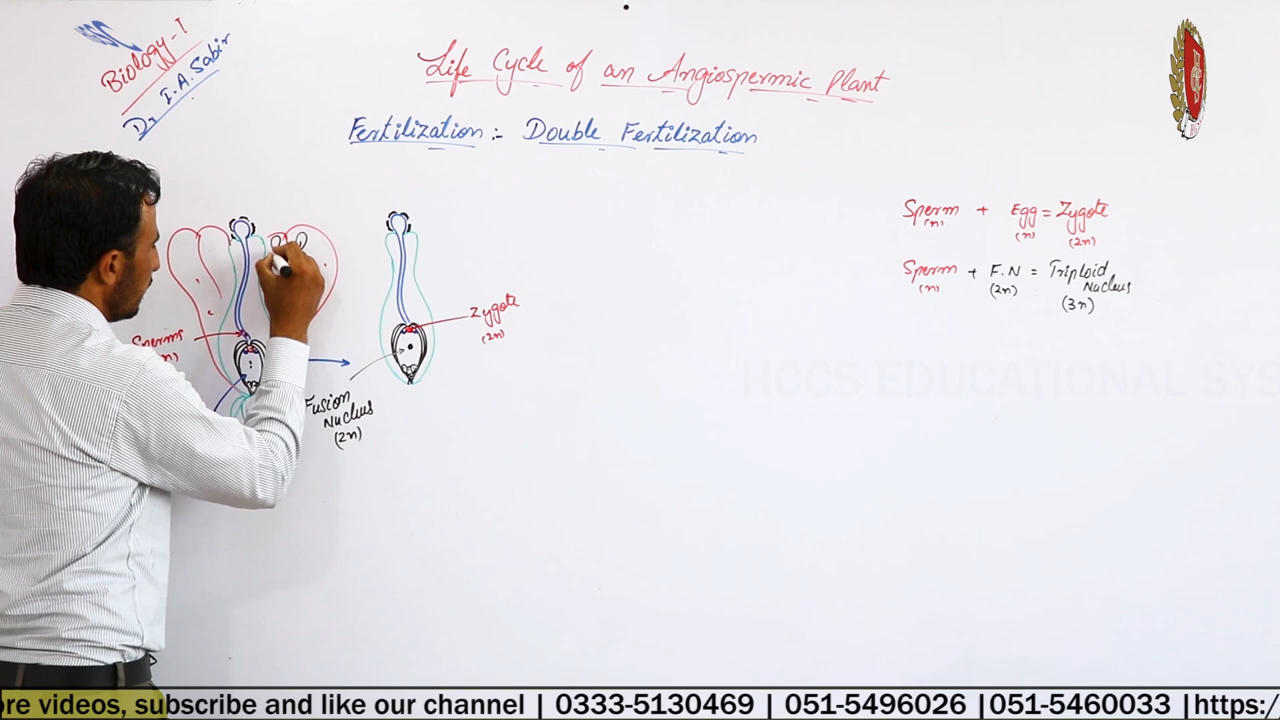 Biology-I
Dr I.A. Sabir
Life Cycle of an Angiospermic Plant
Fertilization :- Double Fertilization
Sperm + Egg = Zygote
(n) (n) (2n)
Sperm + F.N = Triploid Nucleus
(n) (2n) (3n)
Zygote
(2n)
Sperms
n)
Fusion
Nucleus
(2n)
HCCS EDUCATIONAL SYS
ore videos, subscribe and like our channel | 0333-5130469 | 051-5496026 |051-5460033 |https:/